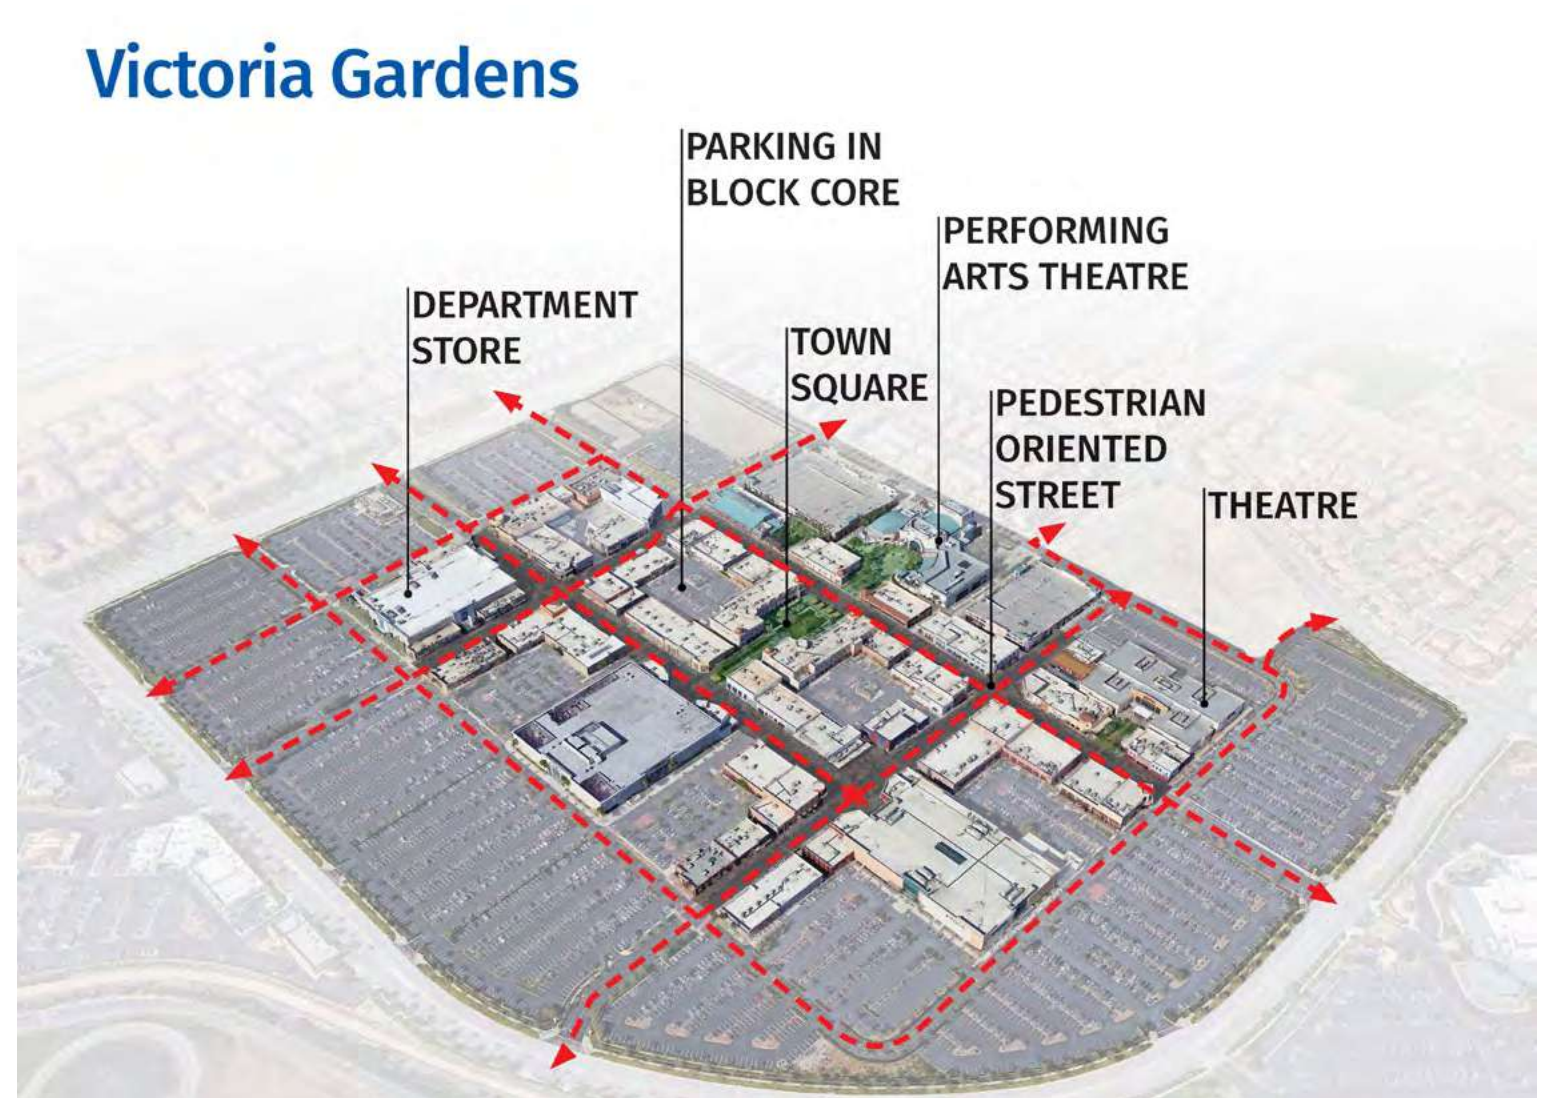 Victoria Gardens
PARKING IN
BLOCK CORE
PERFORMING
ARTS THEATRE
DEPARTMENT
STORE
TOWN
SQUARE
PEDESTRIAN
ORIENTED
STREET
THEATRE